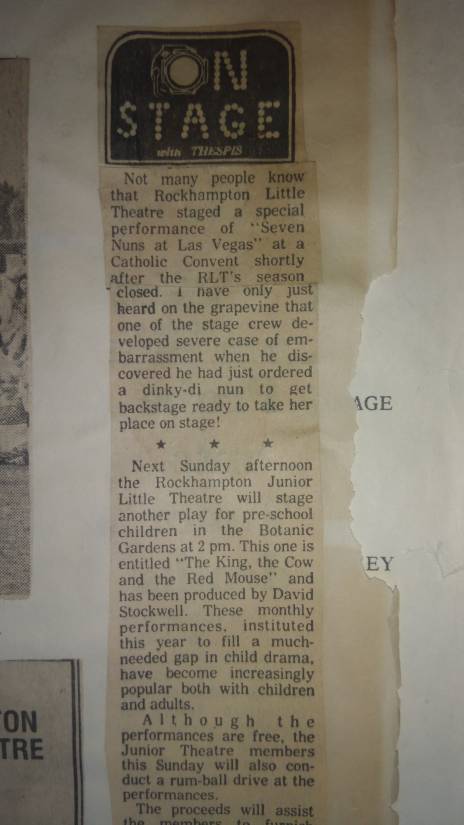 ON
STAGE
with THESPIS
Not many people know
that Rockhampton Little
Theatre staged a special
performance of "Seven
Nuns at Las Vegas" at a
Catholic Convent shortly
after the RLT's season
closed. I have only just
heard on the grapevine that
one of the stage crew de-
veloped severe case of em-
barrassment when he dis-
covered he had just ordered
a dinky-di nun to get
backstage ready to take her
place on stage!
★ ★ ★
Next Sunday afternoon
the Rockhampton Junior
Little Theatre will stage
another play for pre-school
children in the Botanic
Gardens at 2 pm. This one is
entitled "The King, the Cow
and the Red Mouse" and
has been produced by David
Stockwell. These monthly
performances, instituted
this year to fill a much-
needed gap in child drama,
have become increasingly
popular both with children
and adults.
Although the
performances are free, the
Junior Theatre members
this Sunday will also con-
duct a rum-ball drive at the
performances.
The proceeds will assist
the members to furnish
AGE
EY
TON
TRE